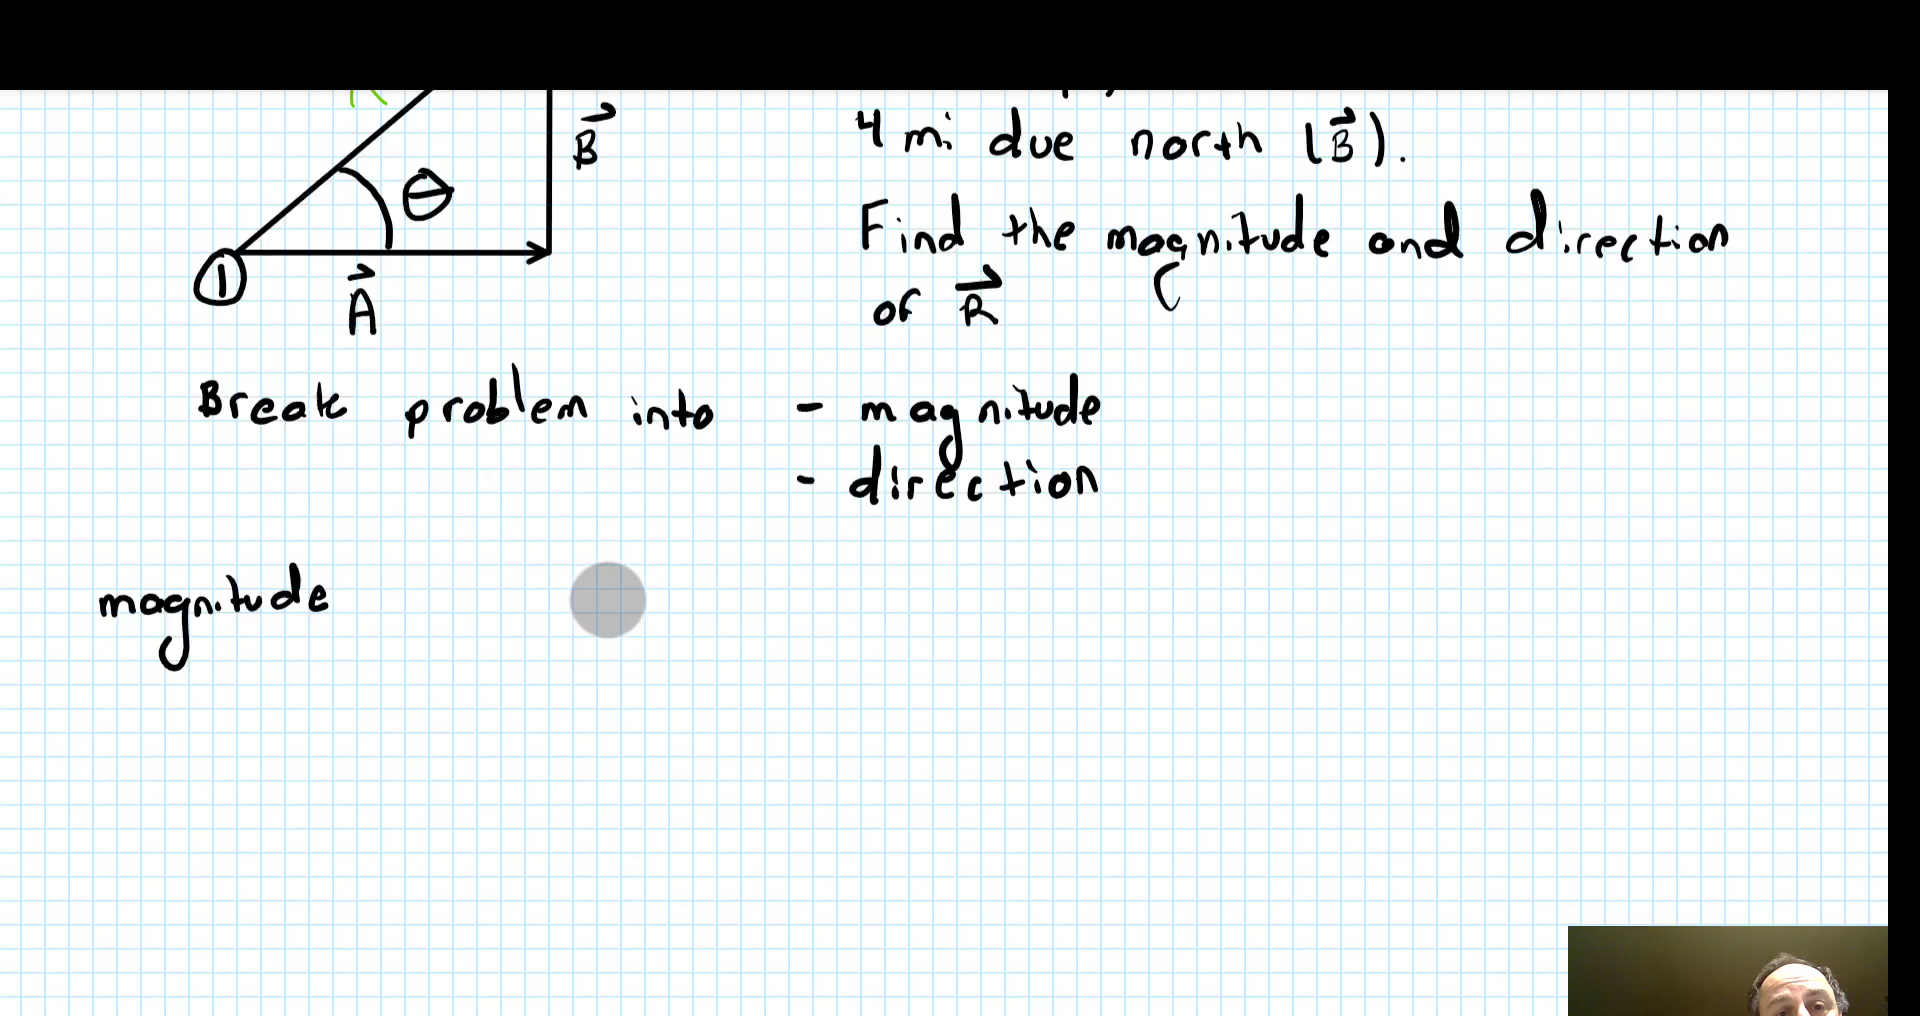 B
4 mi due north (B).
θ
Find the magnitude and direction
1
A
of R
Break problem into - magnitude
- direction
magnitude